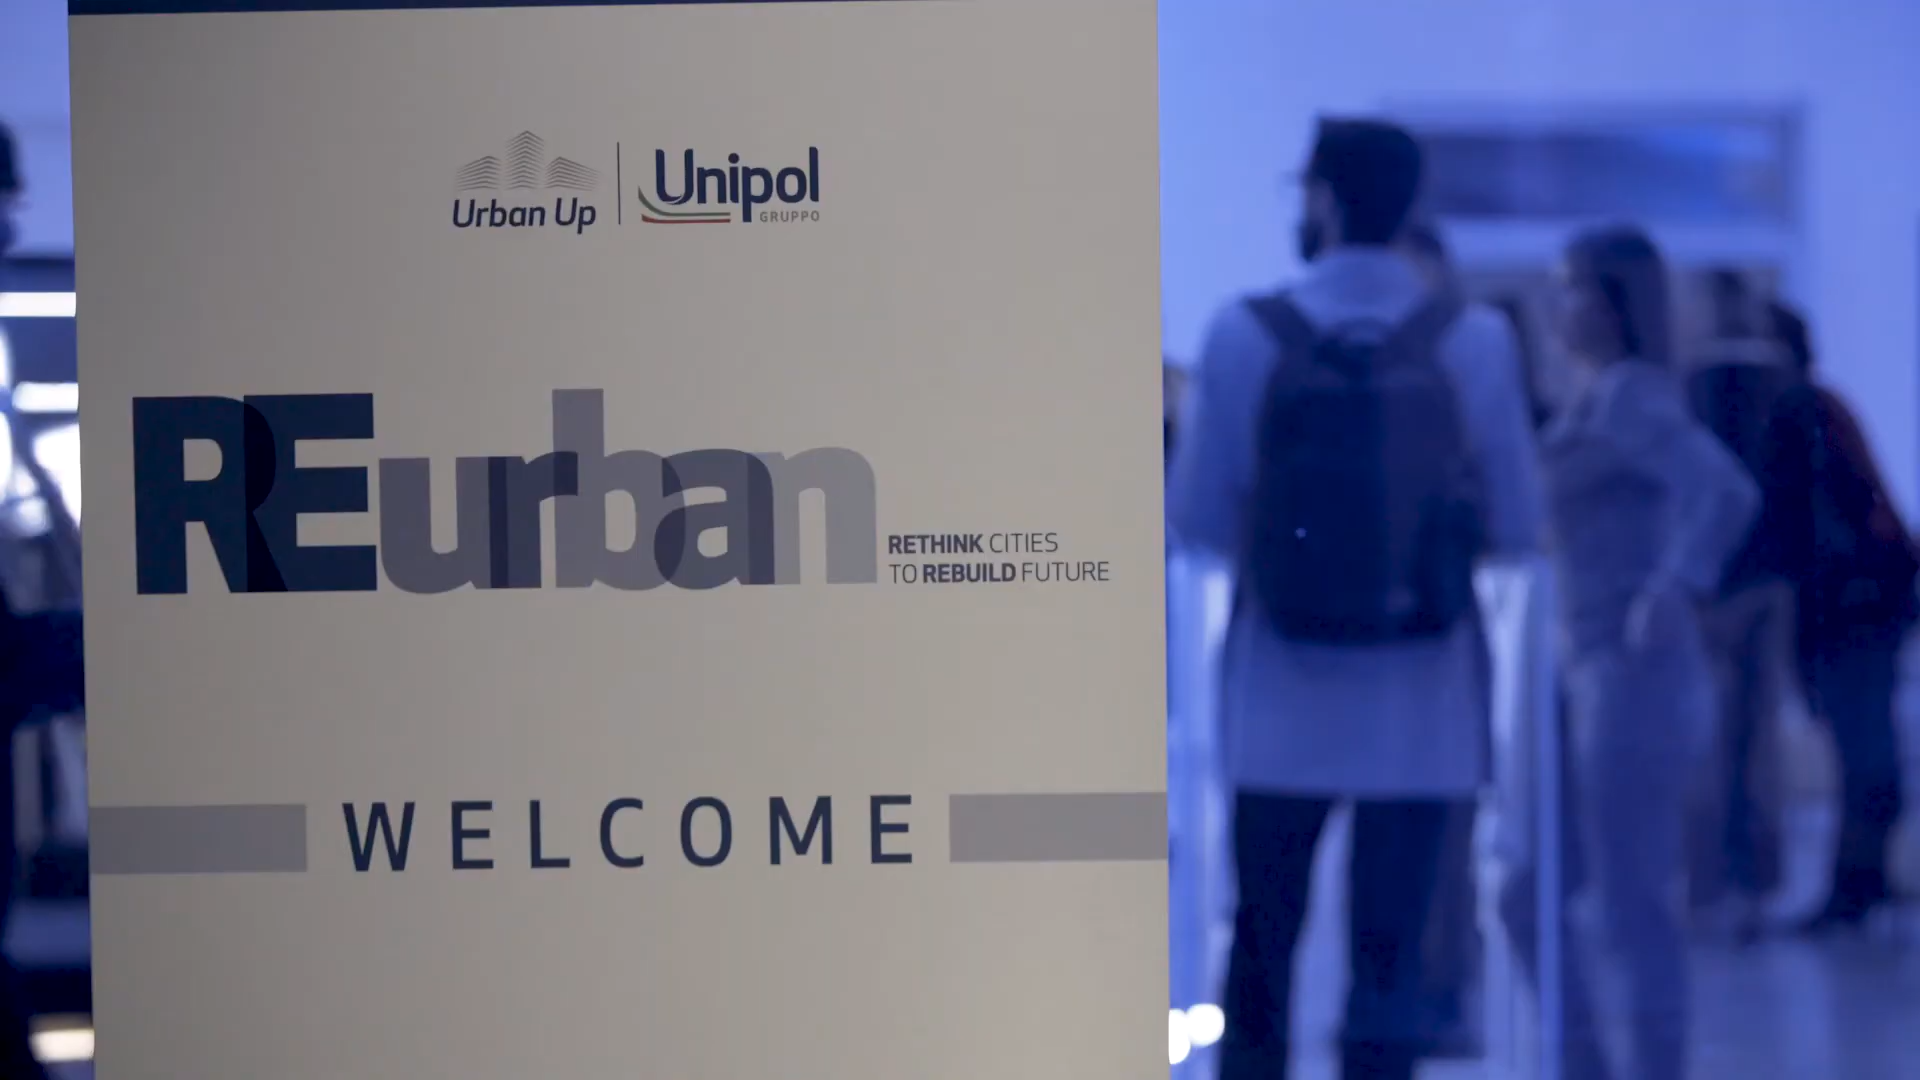 Urban Up
Unipol
GRUPPO
REurban
RETHINK CITIES
TO REBUILD FUTURE
WELCOME